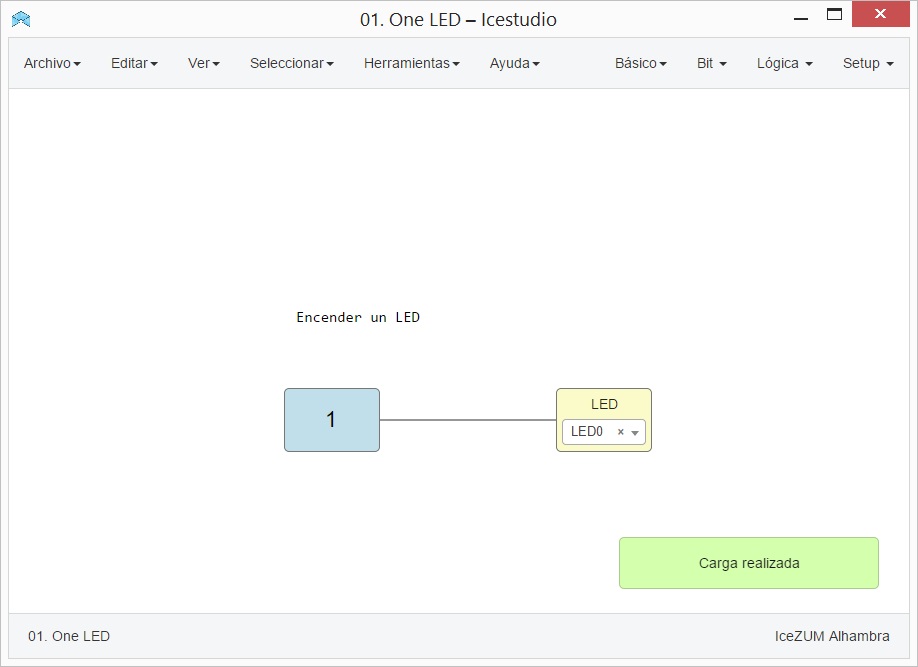 01. One LED – Icestudio
Archivo Editar Ver Seleccionar Herramientas Ayuda Básico Bit Lógica Setup
Encender un LED
1
LED
LED0 ×
Carga realizada
01. One LED IceZUM Alhambra